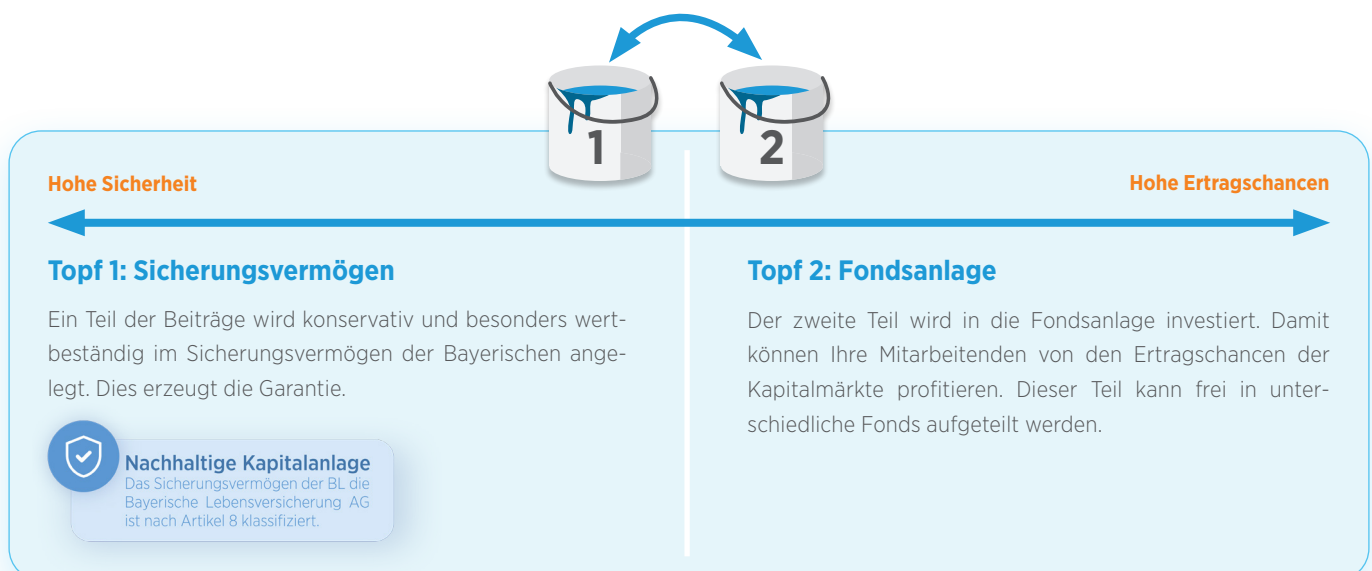 1
2
Hohe Sicherheit
Hohe Ertragschancen
Topf 1: Sicherungsvermögen
Ein Teil der Beiträge wird konservativ und besonders wert-
beständig im Sicherungsvermögen der Bayerischen ange-
legt. Dies erzeugt die Garantie.
Nachhaltige Kapitalanlage
Das Sicherungsvermögen der BL die
Bayerische Lebensversicherung AG
ist nach Artikel 8 klassifiziert.
Topf 2: Fondsanlage
Der zweite Teil wird in die Fondsanlage investiert. Damit
können Ihre Mitarbeitenden von den Ertragschancen der
Kapitalmärkte profitieren. Dieser Teil kann frei in unter-
schiedliche Fonds aufgeteilt werden.